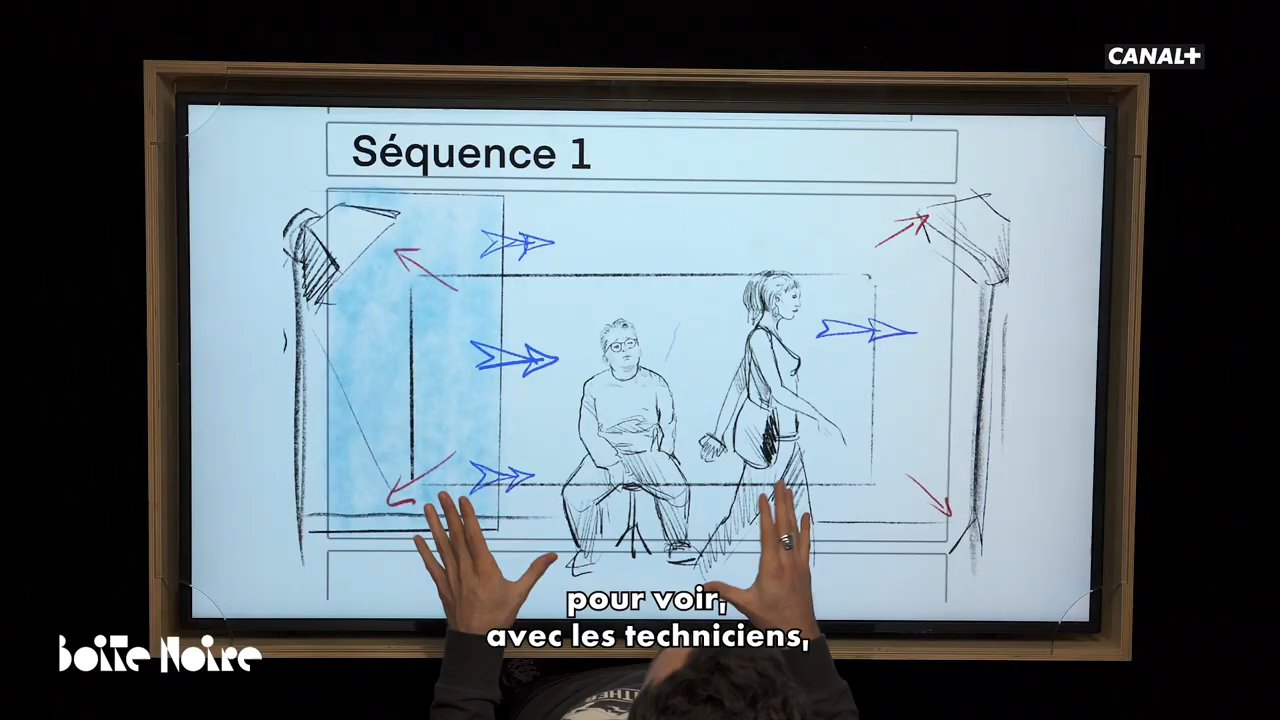 CANAL+
Séquence 1
pour voir,
avec les techniciens,
boîte Noire